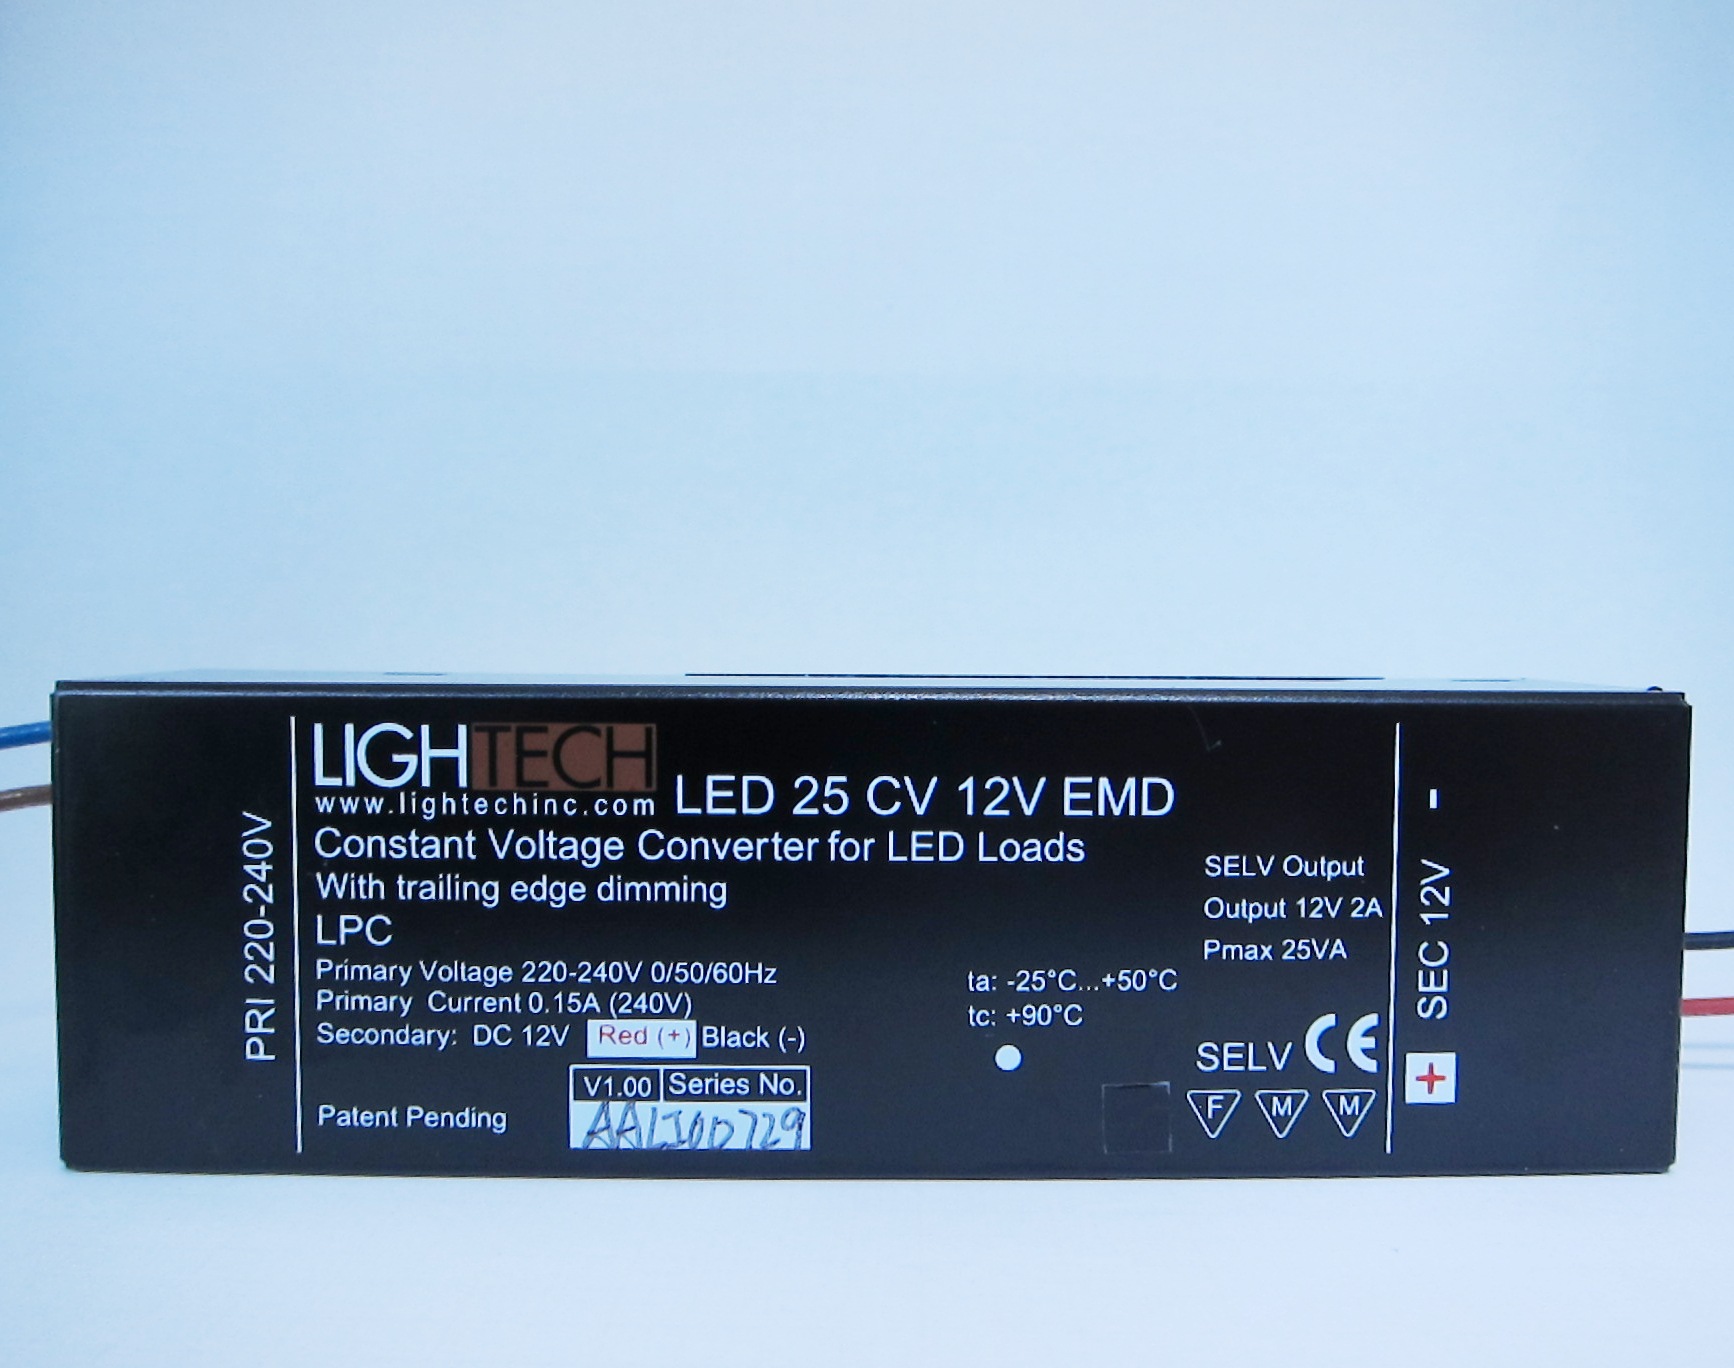 PRI 220-240V
LIGHTECH
www.lightechinc.com
LED 25 CV 12V EMD
Constant Voltage Converter for LED Loads
With trailing edge dimming
LPC
Primary Voltage 220-240V 0/50/60Hz
Primary Current 0.15A (240V)
Secondary: DC 12V Red (+) Black (-)
V1.00 Series No.
Patent Pending
ta: -25°C...+50°C
tc: +90°C
SELV Output
Output 12V 2A
Pmax 25VA
SELV CE
F M M
- SEC 12V +